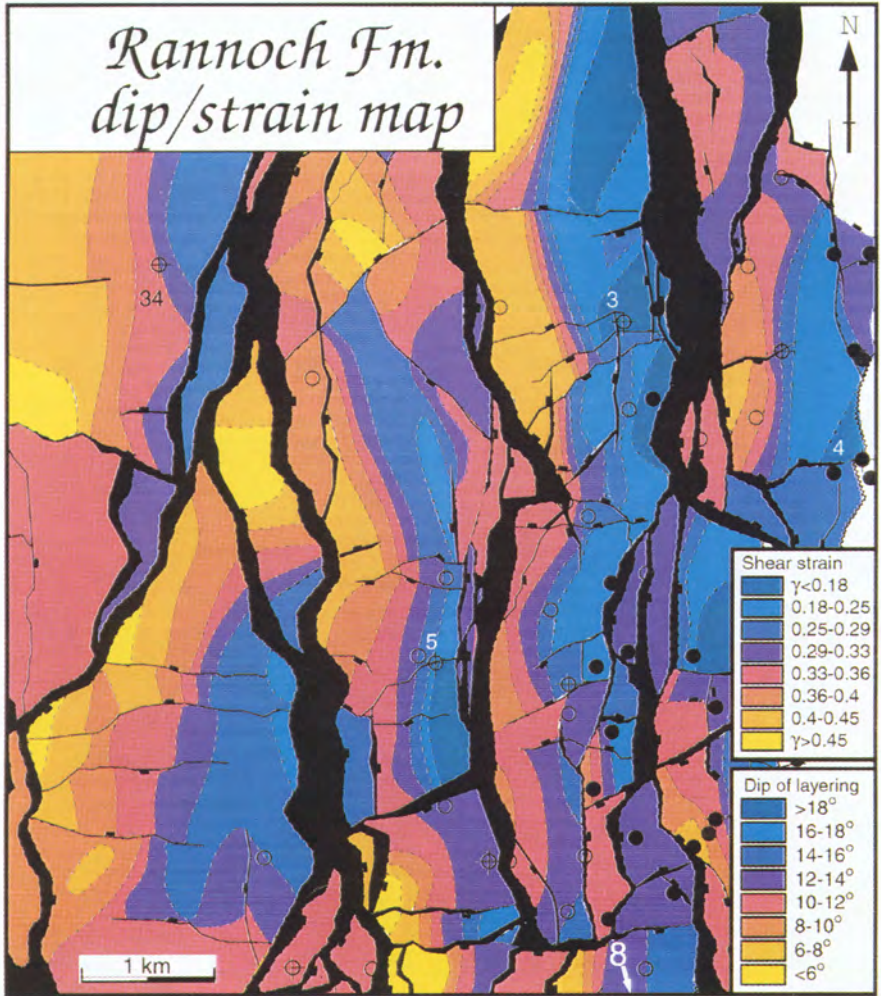 Rannoch Fm.
dip/strain map
N
34
3
4
5
8
Shear strain
γ<0.18
0.18-0.25
0.25-0.29
0.29-0.33
0.33-0.36
0.36-0.4
0.4-0.45
γ>0.45
Dip of layering
>18°
16-18°
14-16°
12-14°
10-12°
8-10°
6-8°
<6°
1 km